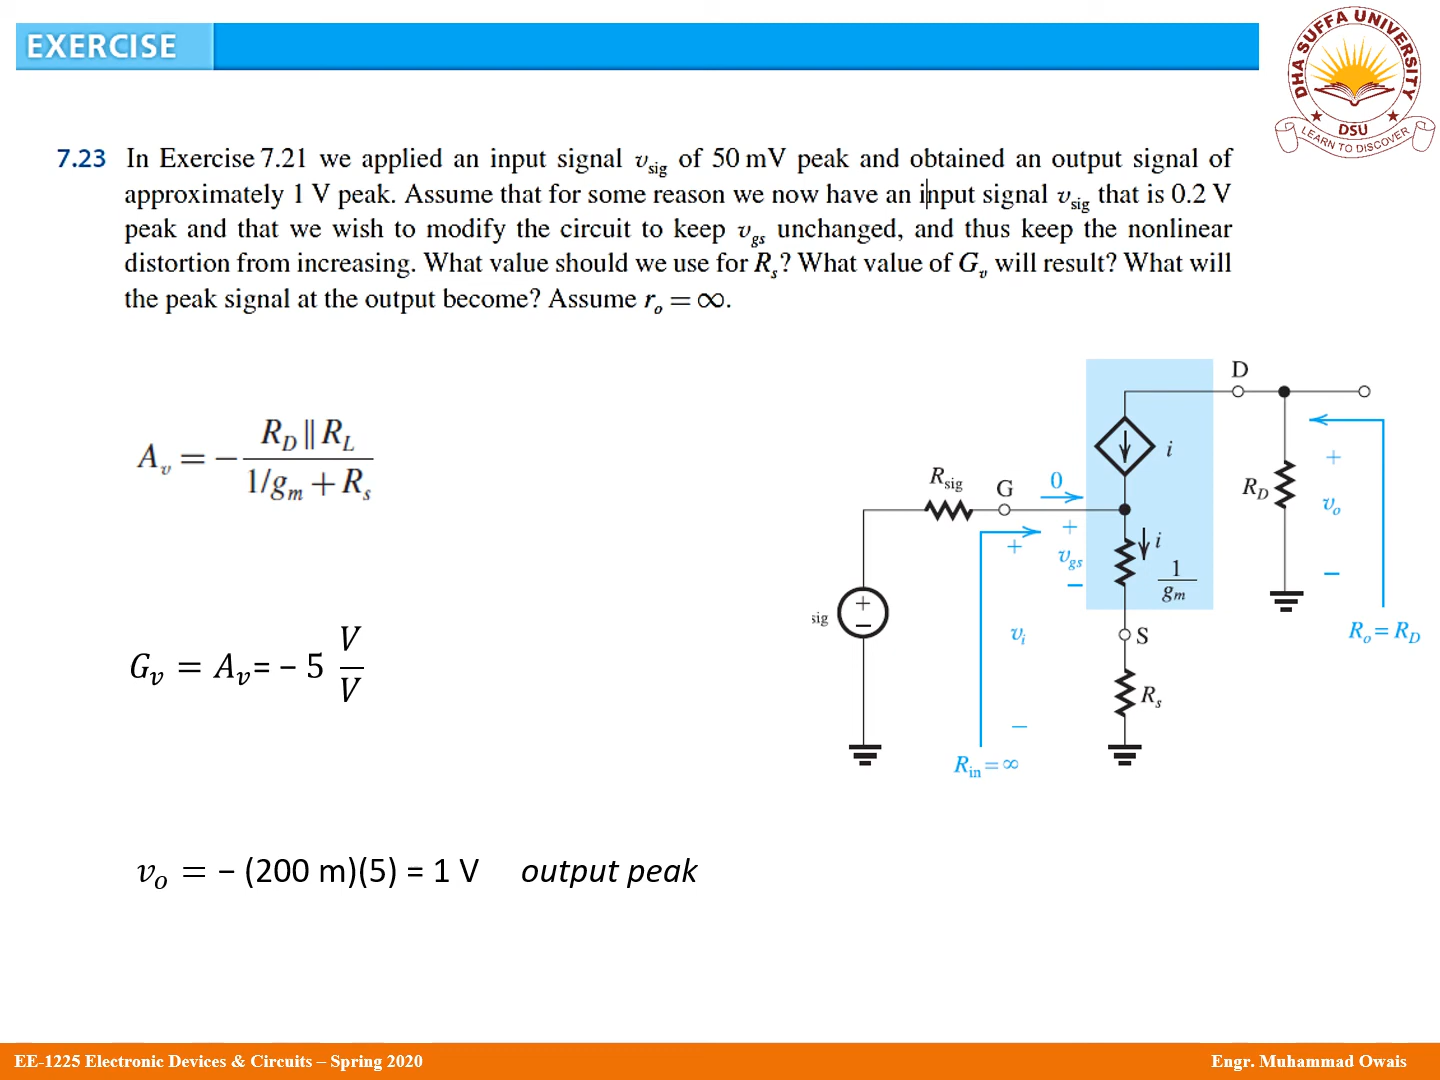 EXERCISE
DHA SUFFA UNIVERSITY
DSU
LEARN TO DISCOVER
7.23 In Exercise 7.21 we applied an input signal v_sig of 50 mV peak and obtained an output signal of
approximately 1 V peak. Assume that for some reason we now have an input signal v_sig that is 0.2 V
peak and that we wish to modify the circuit to keep v_gs unchanged, and thus keep the nonlinear
distortion from increasing. What value should we use for R_s? What value of G_v will result? What will
the peak signal at the output become? Assume r_o = ∞.
A_v = − (R_D ∥ R_L) / (1/g_m + R_s)
G_v = A_v = − 5 V/V
v_o = − (200 m)(5) = 1 V output peak
D
i
R_sig
G
0
R_D
+
v_o
−
+
v_gs
−
i
1/g_m
+
v_i
−
sig
+
−
S
R_s
R_o = R_D
R_in = ∞
EE-1225 Electronic Devices & Circuits – Spring 2020
Engr. Muhammad Owais